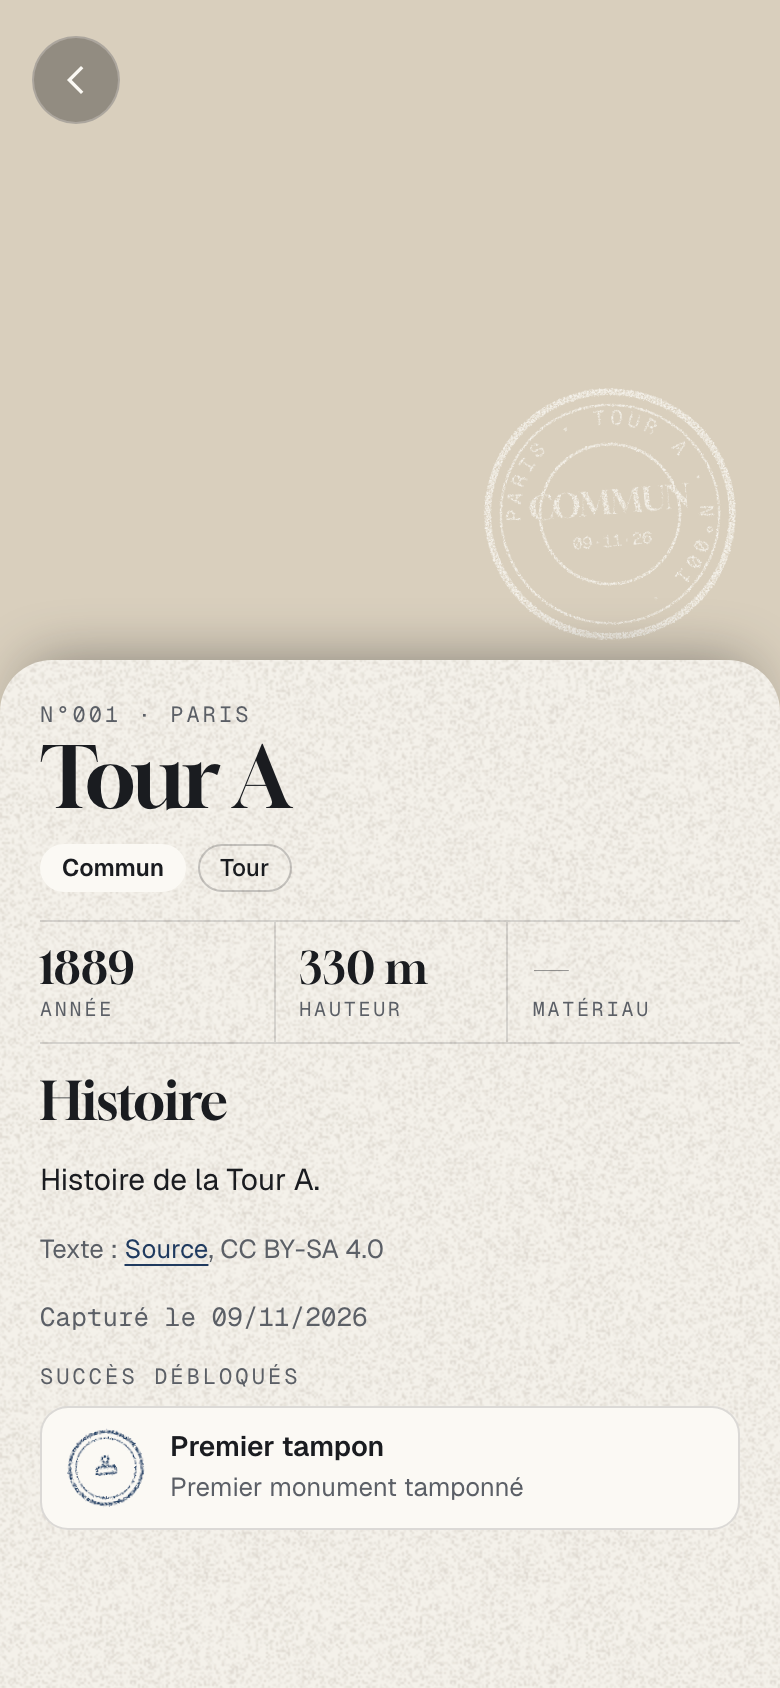 PARIS · TOUR A · N°001 ·
COMMUN
09·11·26
N°001 · PARIS
Tour A
Commun
Tour
1889
330 m
—
ANNÉE
HAUTEUR
MATÉRIAU
Histoire
Histoire de la Tour A.
Texte : Source, CC BY-SA 4.0
Capturé le 09/11/2026
SUCCÈS DÉBLOQUÉS
Premier tampon
Premier monument tamponné